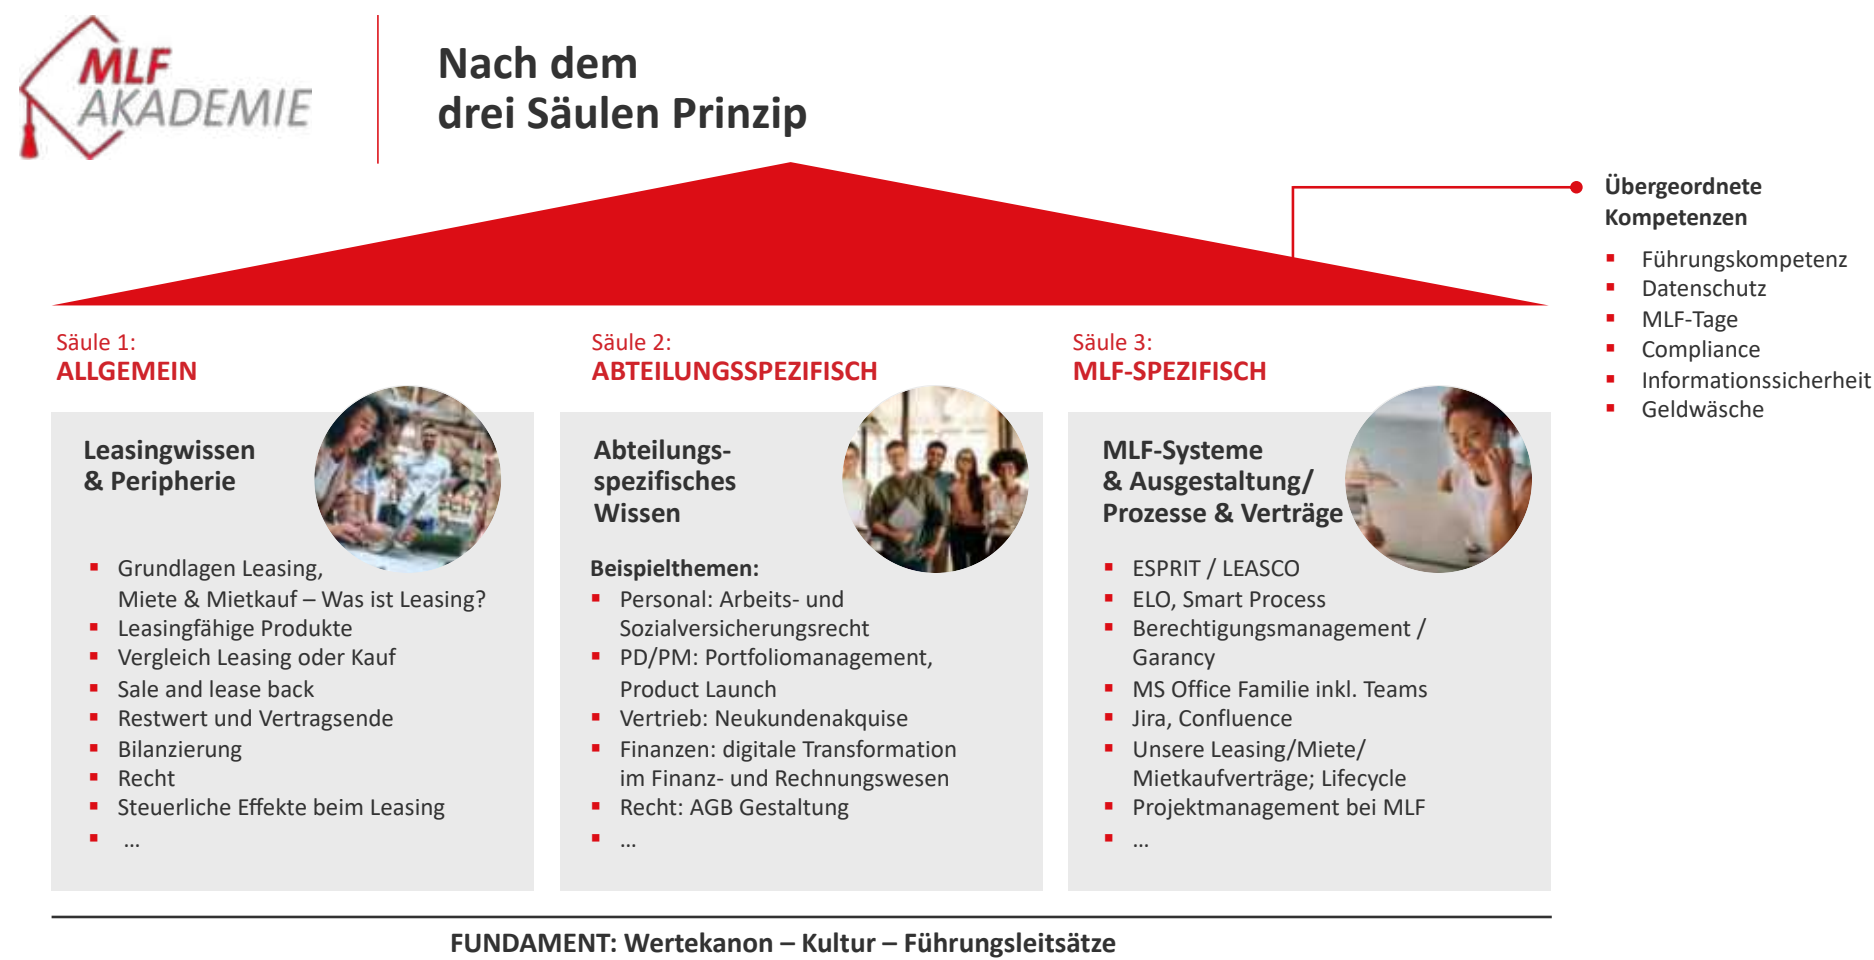 MLF
AKADEMIE
Nach dem
drei Säulen Prinzip
Übergeordnete
Kompetenzen
Führungskompetenz
Datenschutz
MLF-Tage
Compliance
Informationssicherheit
Geldwäsche
Säule 1:
ALLGEMEIN
Leasingwissen
& Peripherie
Grundlagen Leasing,
Miete & Mietkauf – Was ist Leasing?
Leasingfähige Produkte
Vergleich Leasing oder Kauf
Sale and lease back
Restwert und Vertragsende
Bilanzierung
Recht
Steuerliche Effekte beim Leasing
...
Säule 2:
ABTEILUNGSSPEZIFISCH
Abteilungs-
spezifisches
Wissen
Beispielthemen:
Personal: Arbeits- und
Sozialversicherungsrecht
PD/PM: Portfoliomanagement,
Product Launch
Vertrieb: Neukundenakquise
Finanzen: digitale Transformation
im Finanz- und Rechnungswesen
Recht: AGB Gestaltung
...
Säule 3:
MLF-SPEZIFISCH
MLF-Systeme
& Ausgestaltung/
Prozesse & Verträge
ESPRIT / LEASCO
ELO, Smart Process
Berechtigungsmanagement /
Garancy
MS Office Familie inkl. Teams
Jira, Confluence
Unsere Leasing/Miete/
Mietkaufverträge; Lifecycle
Projektmanagement bei MLF
...
FUNDAMENT: Wertekanon – Kultur – Führungsleitsätze